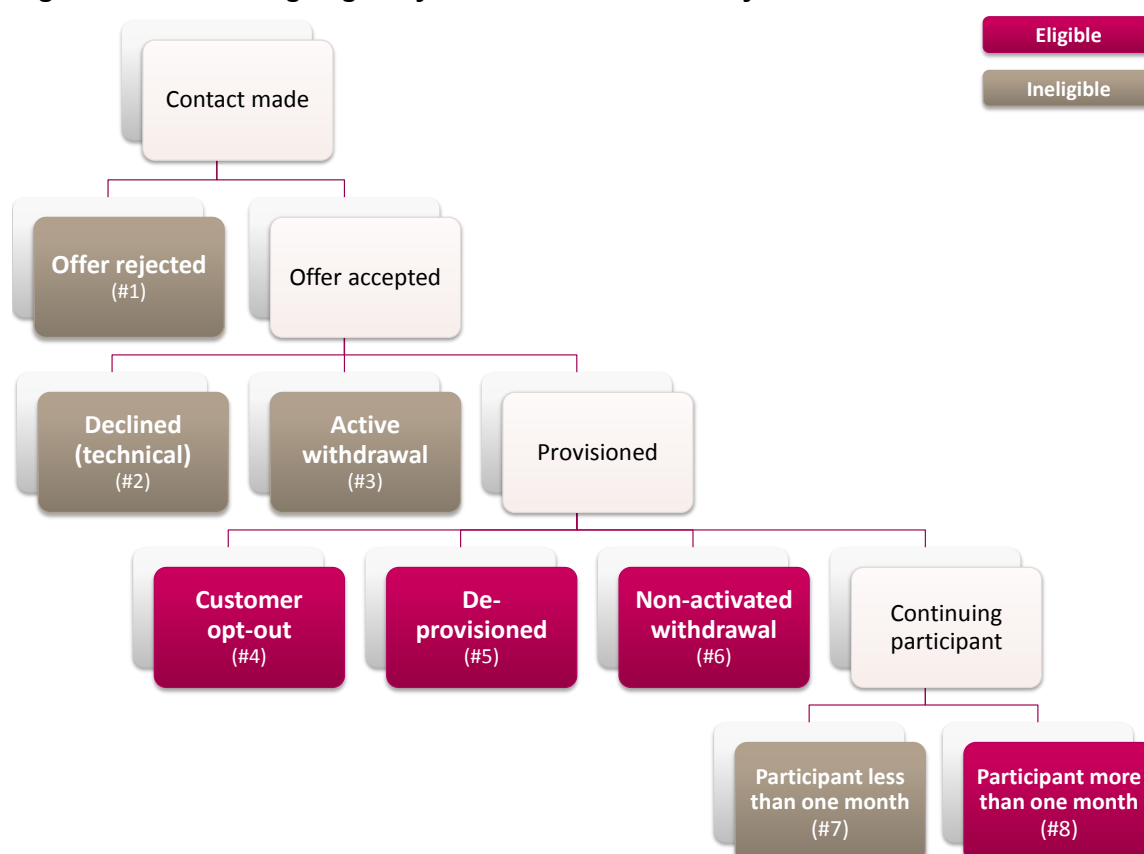 Eligible
Ineligible
Contact made
Offer rejected
(#1)
Offer accepted
Declined
(technical)
(#2)
Active
withdrawal
(#3)
Provisioned
Customer
opt-out
(#4)
De-
provisioned
(#5)
Non-activated
withdrawal
(#6)
Continuing
participant
Participant less
than one month
(#7)
Participant more
than one month
(#8)